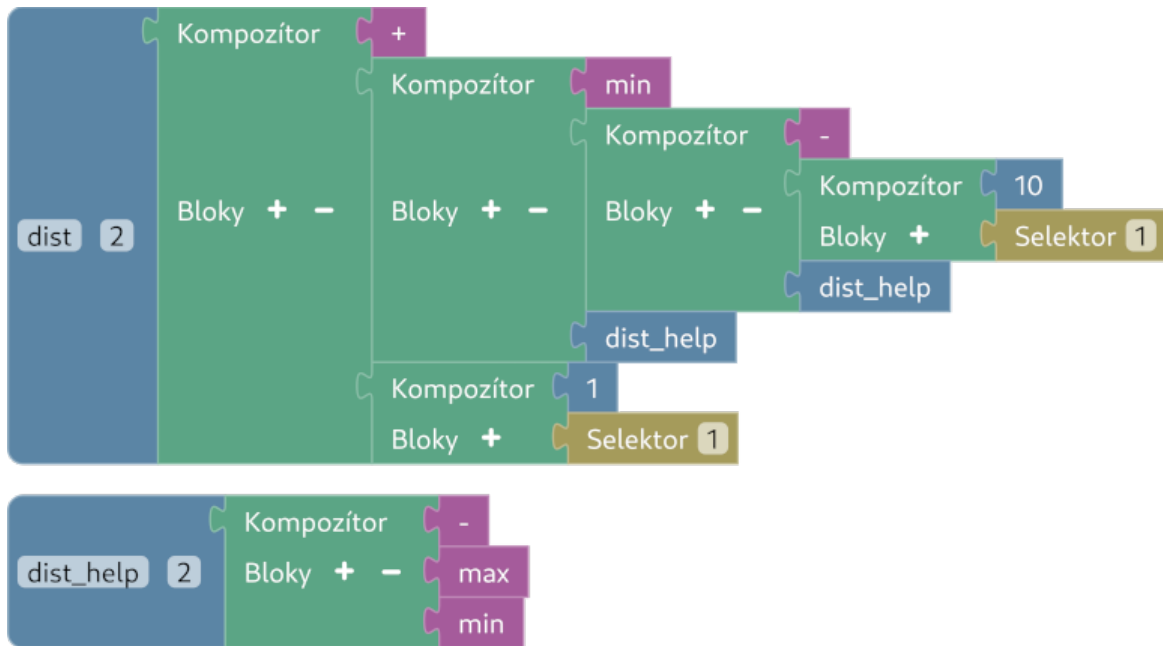 Kompozítor +
Kompozítor min
Kompozítor -
Kompozítor 10
dist 2 Bloky + - Bloky + - Bloky + - Bloky + Selektor 1
dist_help
dist_help
Kompozítor 1
Bloky + Selektor 1
Kompozítor -
dist_help 2 Bloky + - max
min